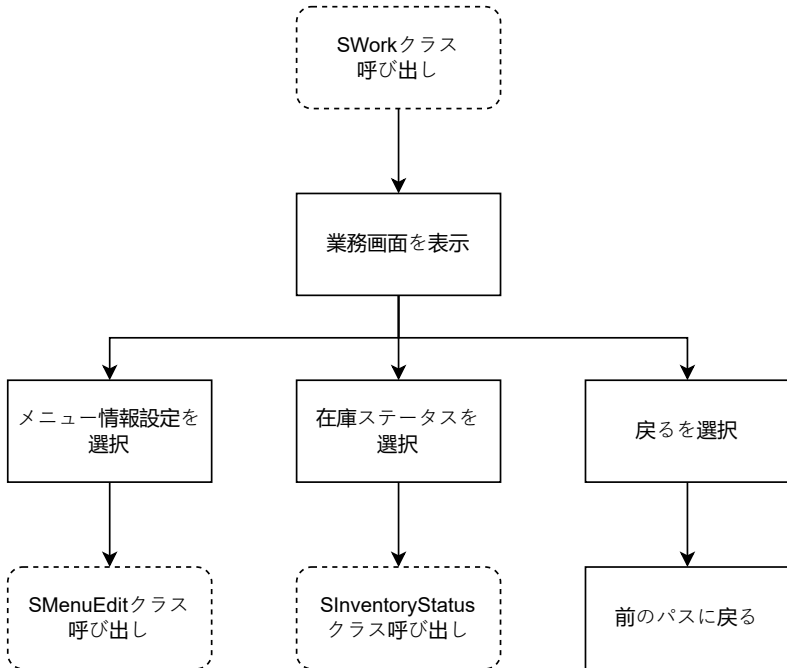 SWorkクラス
呼び出し
業務画面を表示
メニュー情報設定を
選択
在庫ステータスを
選択
戻るを選択
SMenuEditクラス
呼び出し
SInventoryStatus
クラス呼び出し
前のパスに戻る